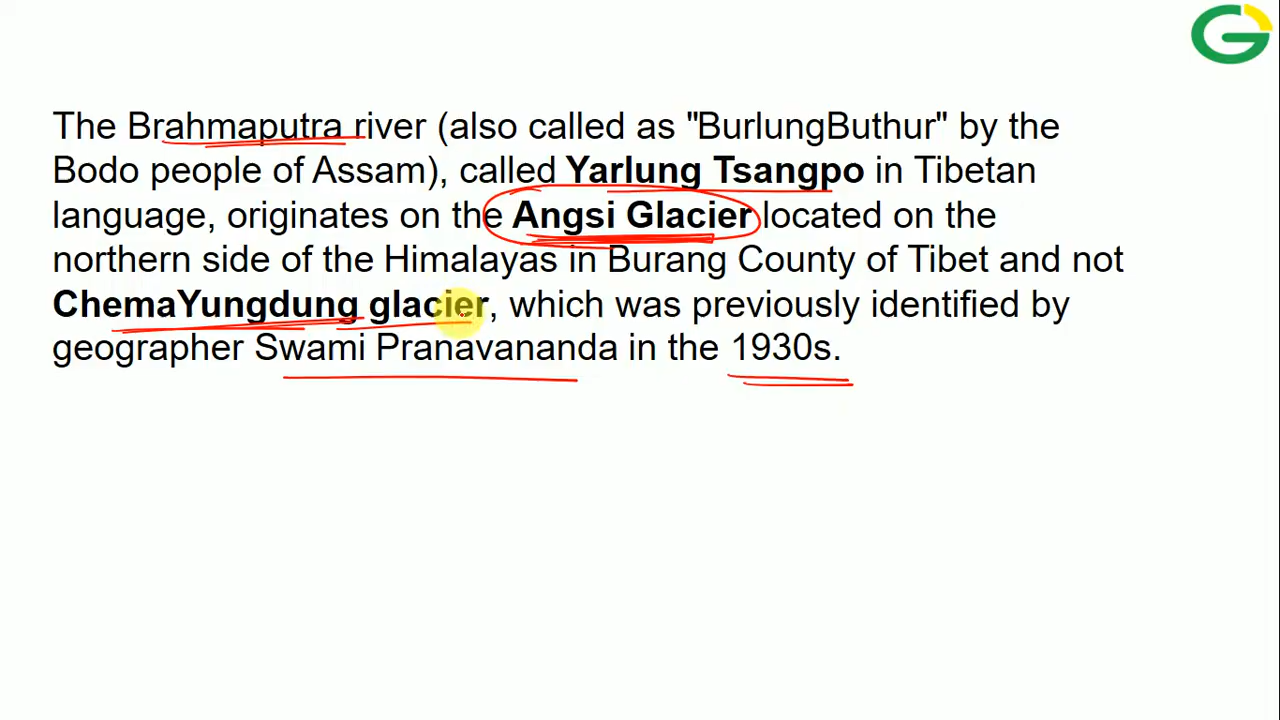 The Brahmaputra river (also called as "BurlungButhur" by the
Bodo people of Assam), called Yarlung Tsangpo in Tibetan
language, originates on the Angsi Glacier located on the
northern side of the Himalayas in Burang County of Tibet and not
ChemaYungdung glacier, which was previously identified by
geographer Swami Pranavananda in the 1930s.